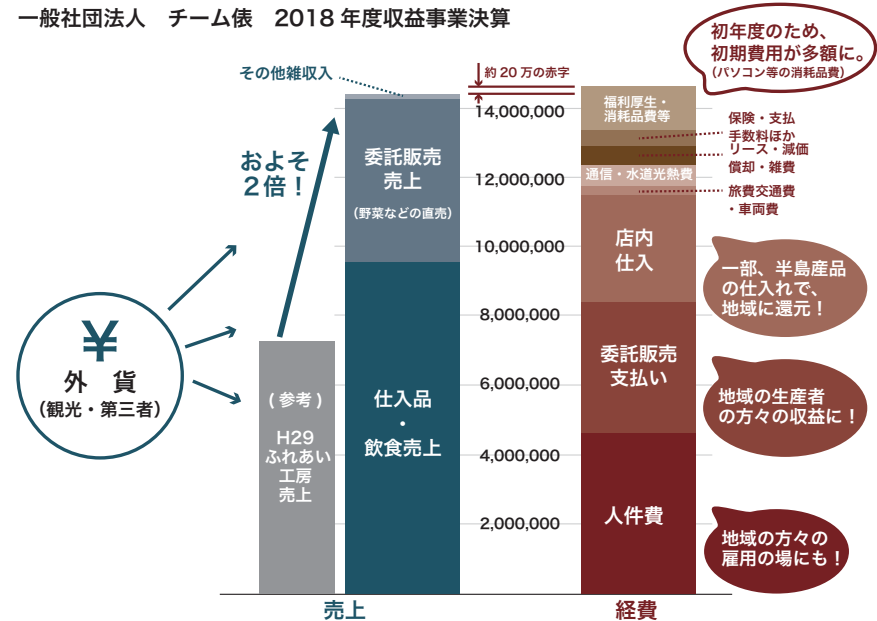 一般社団法人　チーム俵　2018 年度収益事業決算
初年度のため、
初期費用が多額に。
(パソコン等の消耗品費)
その他雑収入
約 20 万の赤字
14,000,000
12,000,000
10,000,000
8,000,000
6,000,000
4,000,000
2,000,000
およそ
2倍！
¥
外　貨
(観光・第三者)
(参考)
H29
ふれあい
工房
売上
委託販売
売上
(野菜などの直売)
仕入品
・
飲食売上
売上
福利厚生・
消耗品費等
通信・水道光熱費
店内
仕入
委託販売
支払い
人件費
経費
保険・支払
手数料ほか
リース・減価
償却・雑費
旅費交通費
・車両費
一部、半島産品
の仕入れで、
地域に還元！
地域の生産者
の方々の収益に！
地域の方々の
雇用の場にも！